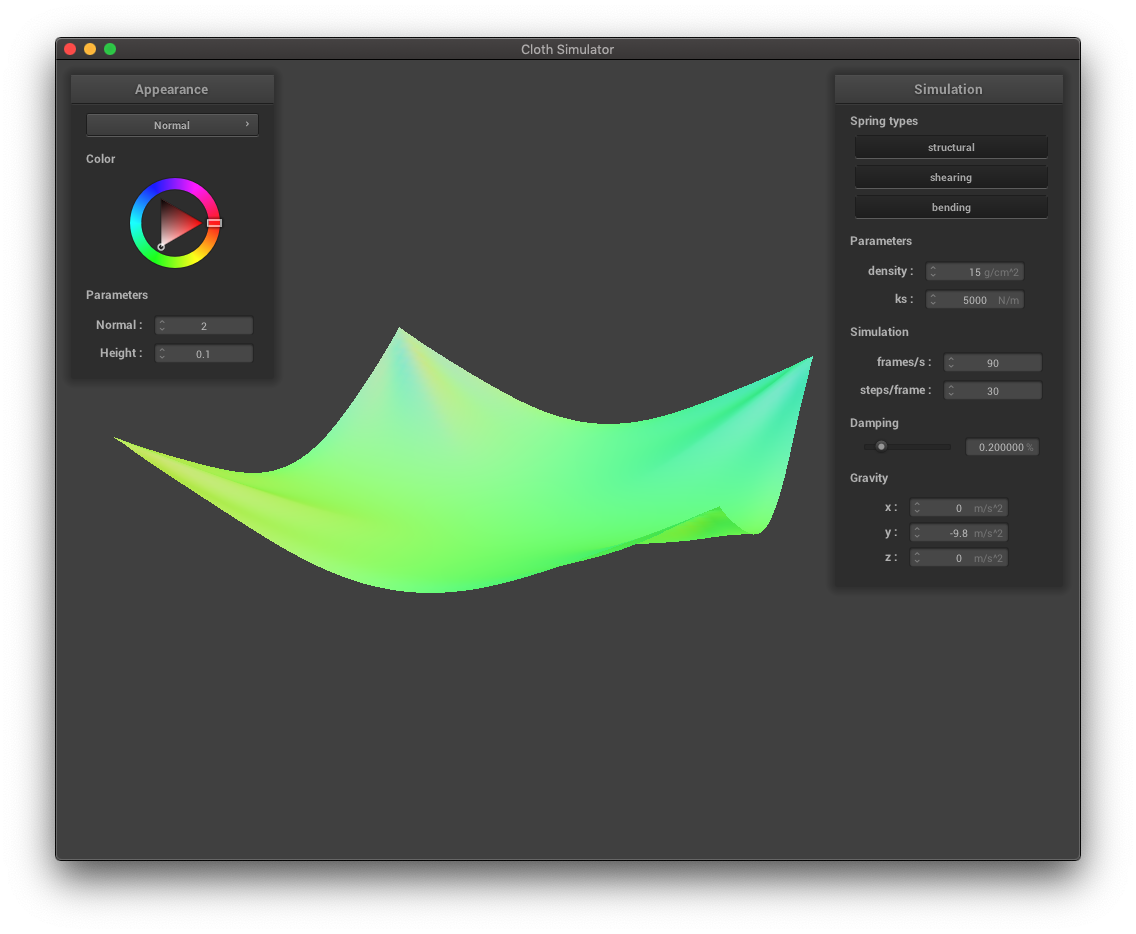 Cloth Simulator
Appearance
Normal ›
Color
Parameters
Normal : 2
Height : 0.1
Simulation
Spring types
structural
shearing
bending
Parameters
density : 15 g/cm^2
ks : 5000 N/m
Simulation
frames/s : 90
steps/frame : 30
Damping
0.200000 %
Gravity
x : 0 m/s^2
y : -9.8 m/s^2
z : 0 m/s^2